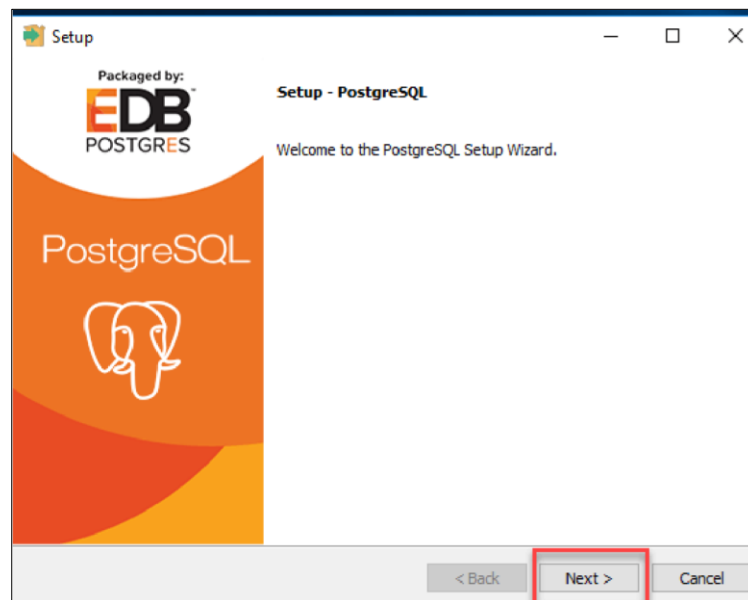 Setup
Packaged by:
EDB
POSTGRES
Setup - PostgreSQL
Welcome to the PostgreSQL Setup Wizard.
PostgreSQL
< Back
Next >
Cancel